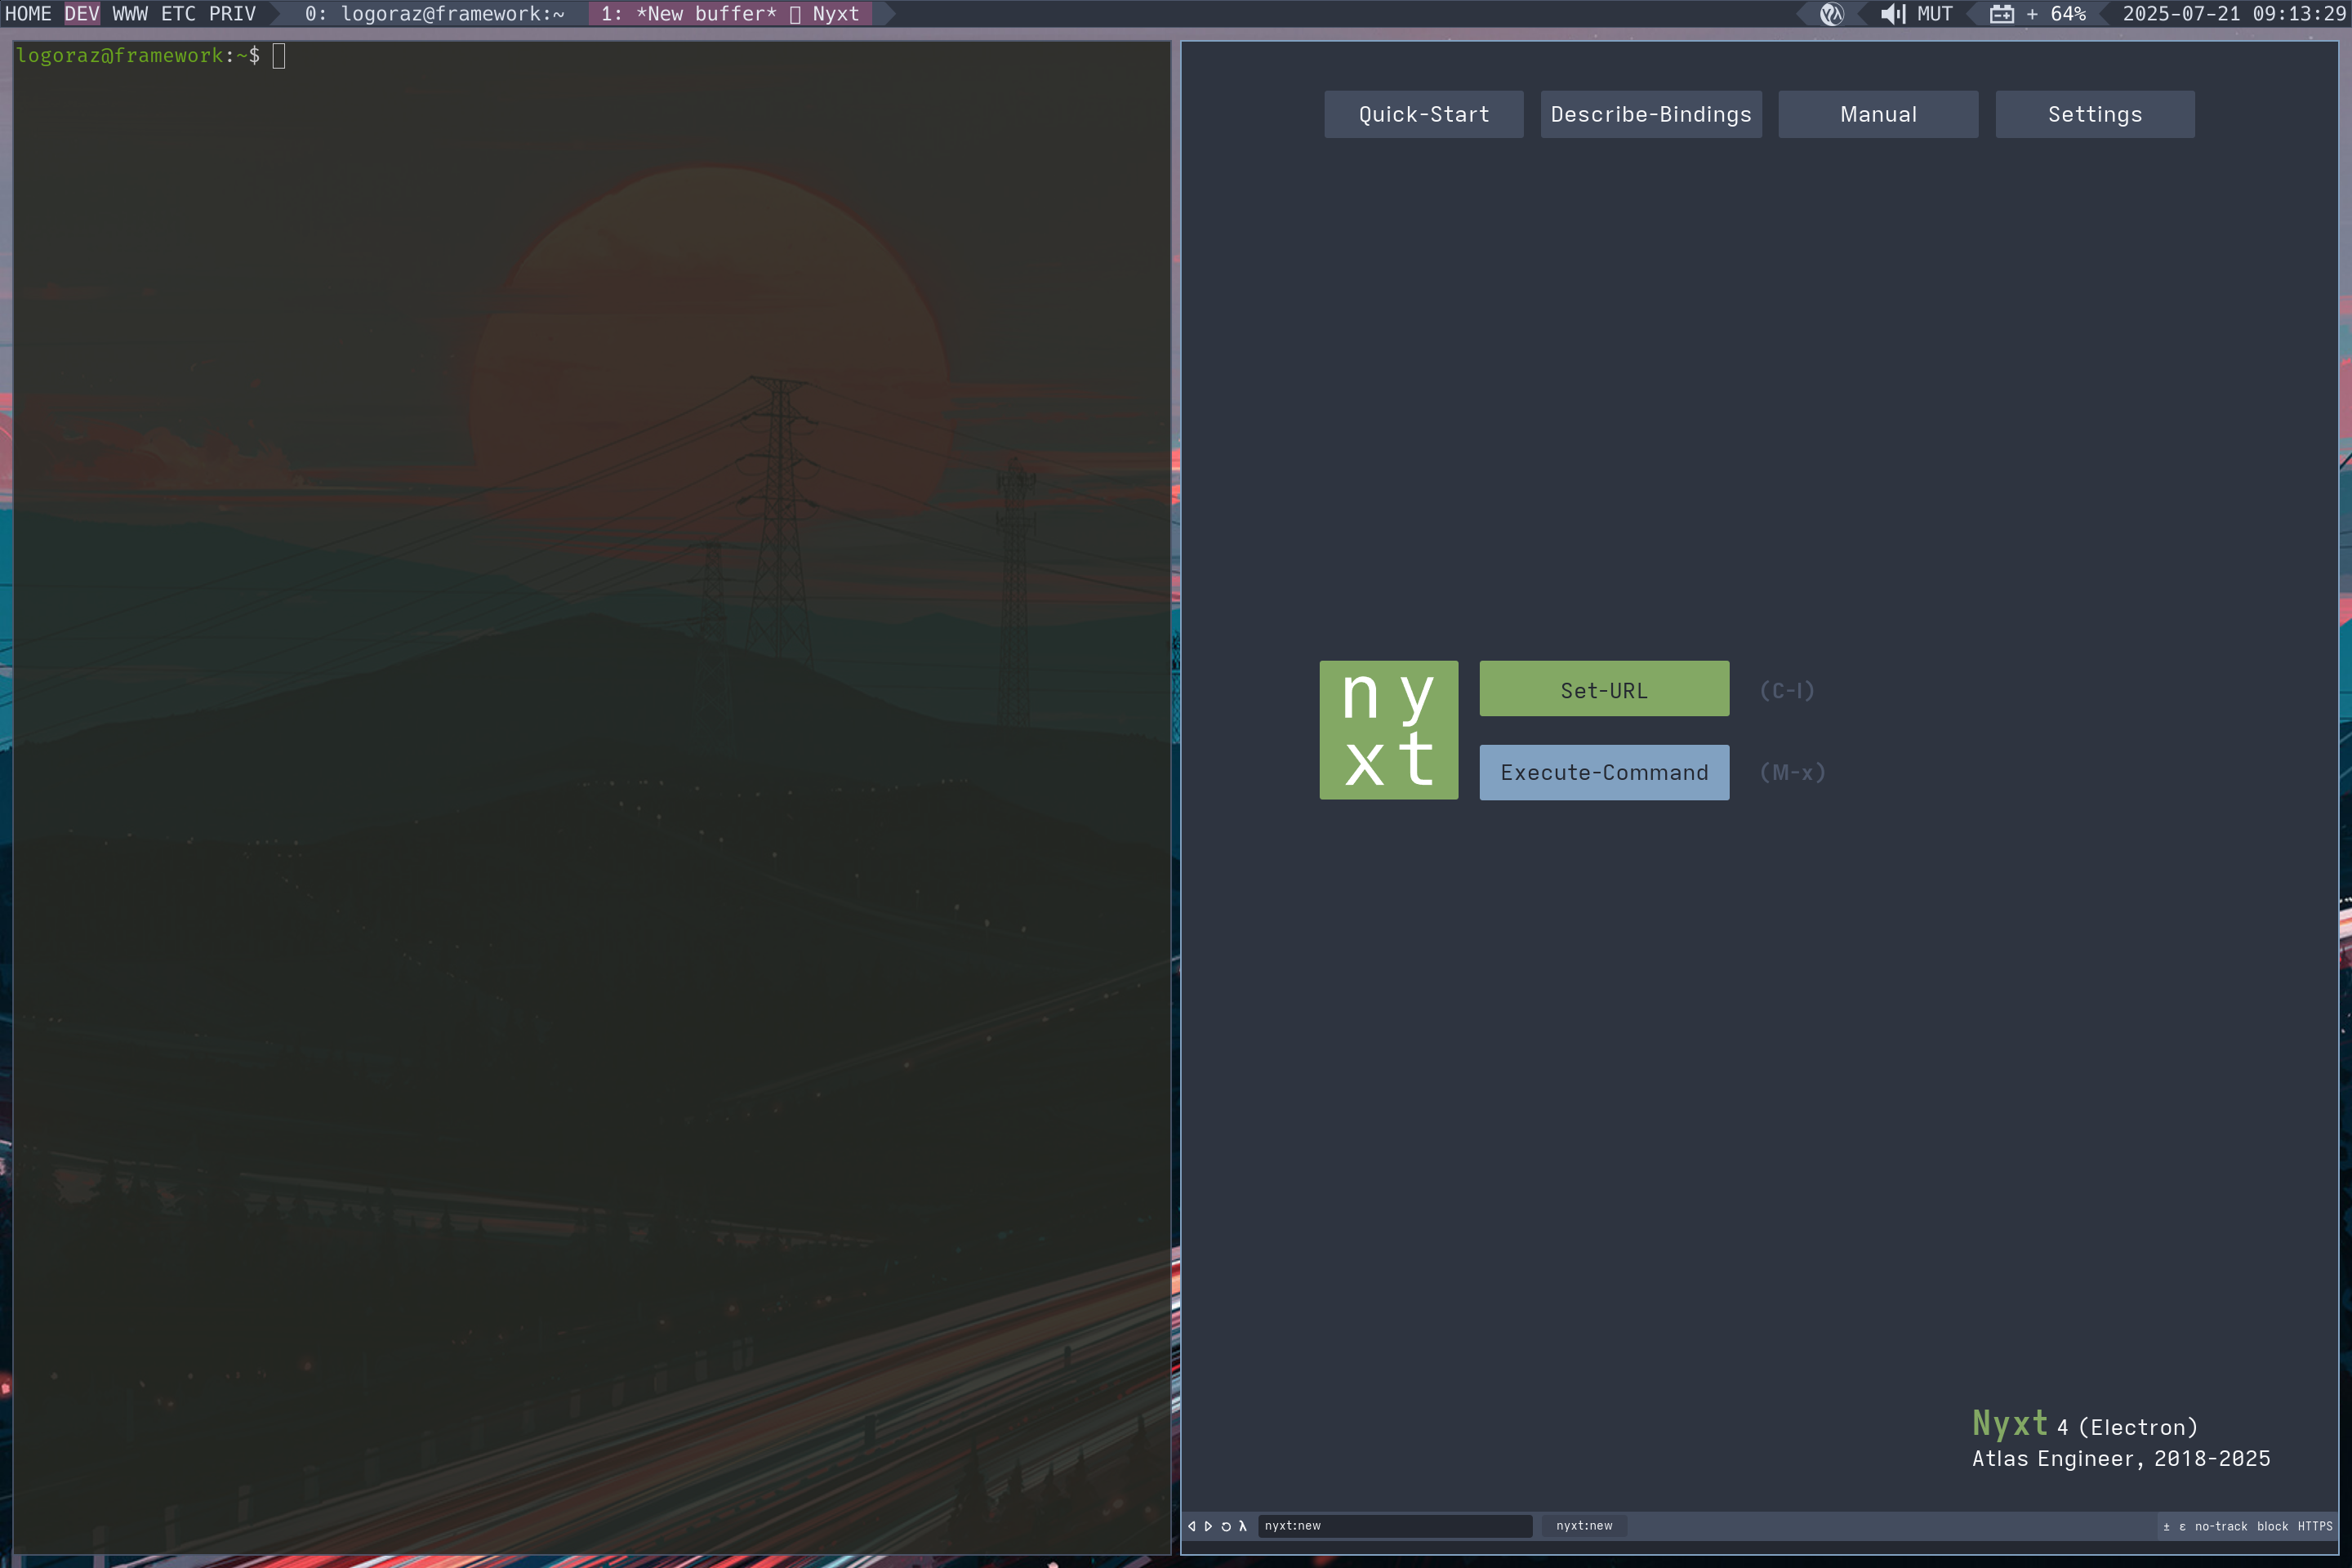 HOME DEV WWW ETC PRIV 0: logoraz@framework:~ 1: *New buffer* ▯ Nyxt MUT + 64% 2025-07-21 09:13:29
logoraz@framework:~$
Quick-Start Describe-Bindings Manual Settings
ny
xt
Set-URL (C-l)
Execute-Command (M-x)
Nyxt 4 (Electron)
Atlas Engineer, 2018-2025
λ nyxt:new nyxt:new ± ε no-track block HTTPS